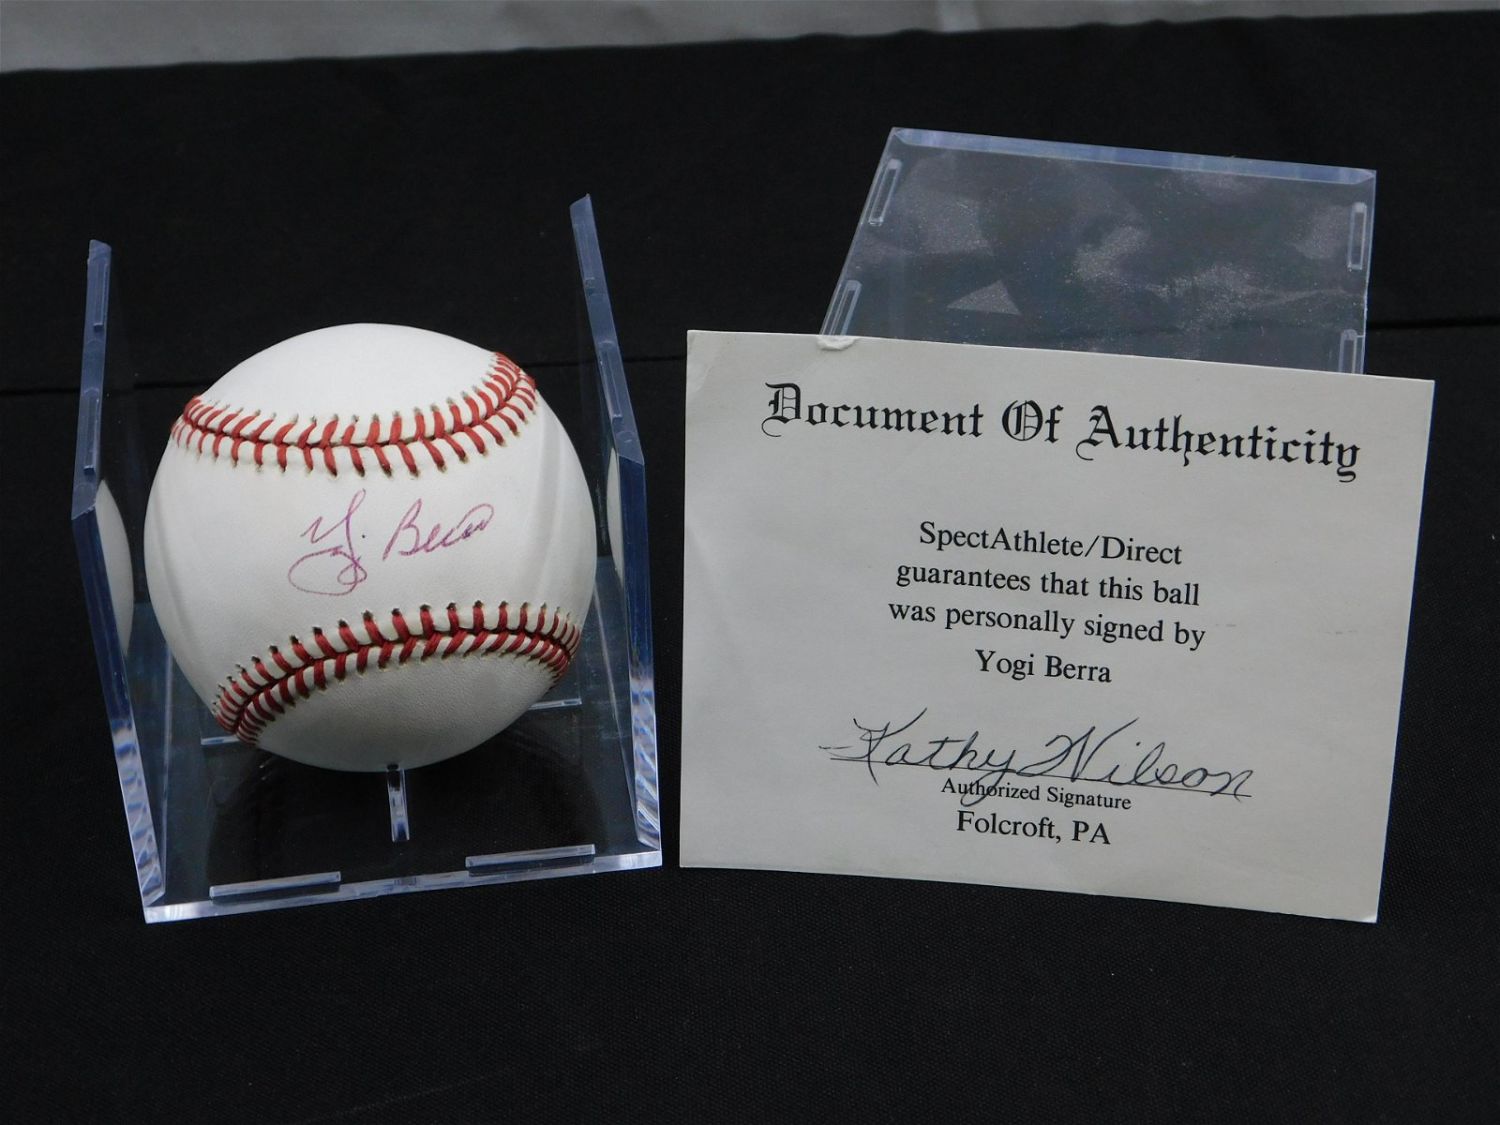 Yogi Berra
Document Of Authenticity
SpectAthlete/Direct
guarantees that this ball
was personally signed by
Yogi Berra
Kathy Wilson
Authorized Signature
Folcroft, PA